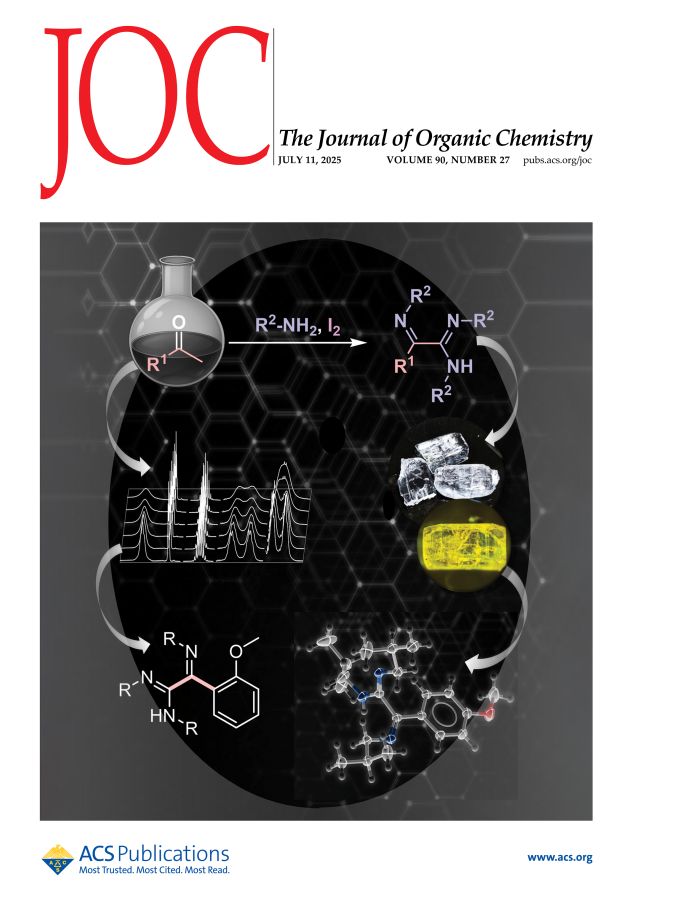 JOC
The Journal of Organic Chemistry
JULY 11, 2025 VOLUME 90, NUMBER 27 pubs.acs.org/joc
O
R¹
R²-NH₂, I₂
R²
N
N-R²
R¹
NH
R²
R
N
O
N
R
HN
R
ACS
ACS Publications
Most Trusted. Most Cited. Most Read.
www.acs.org